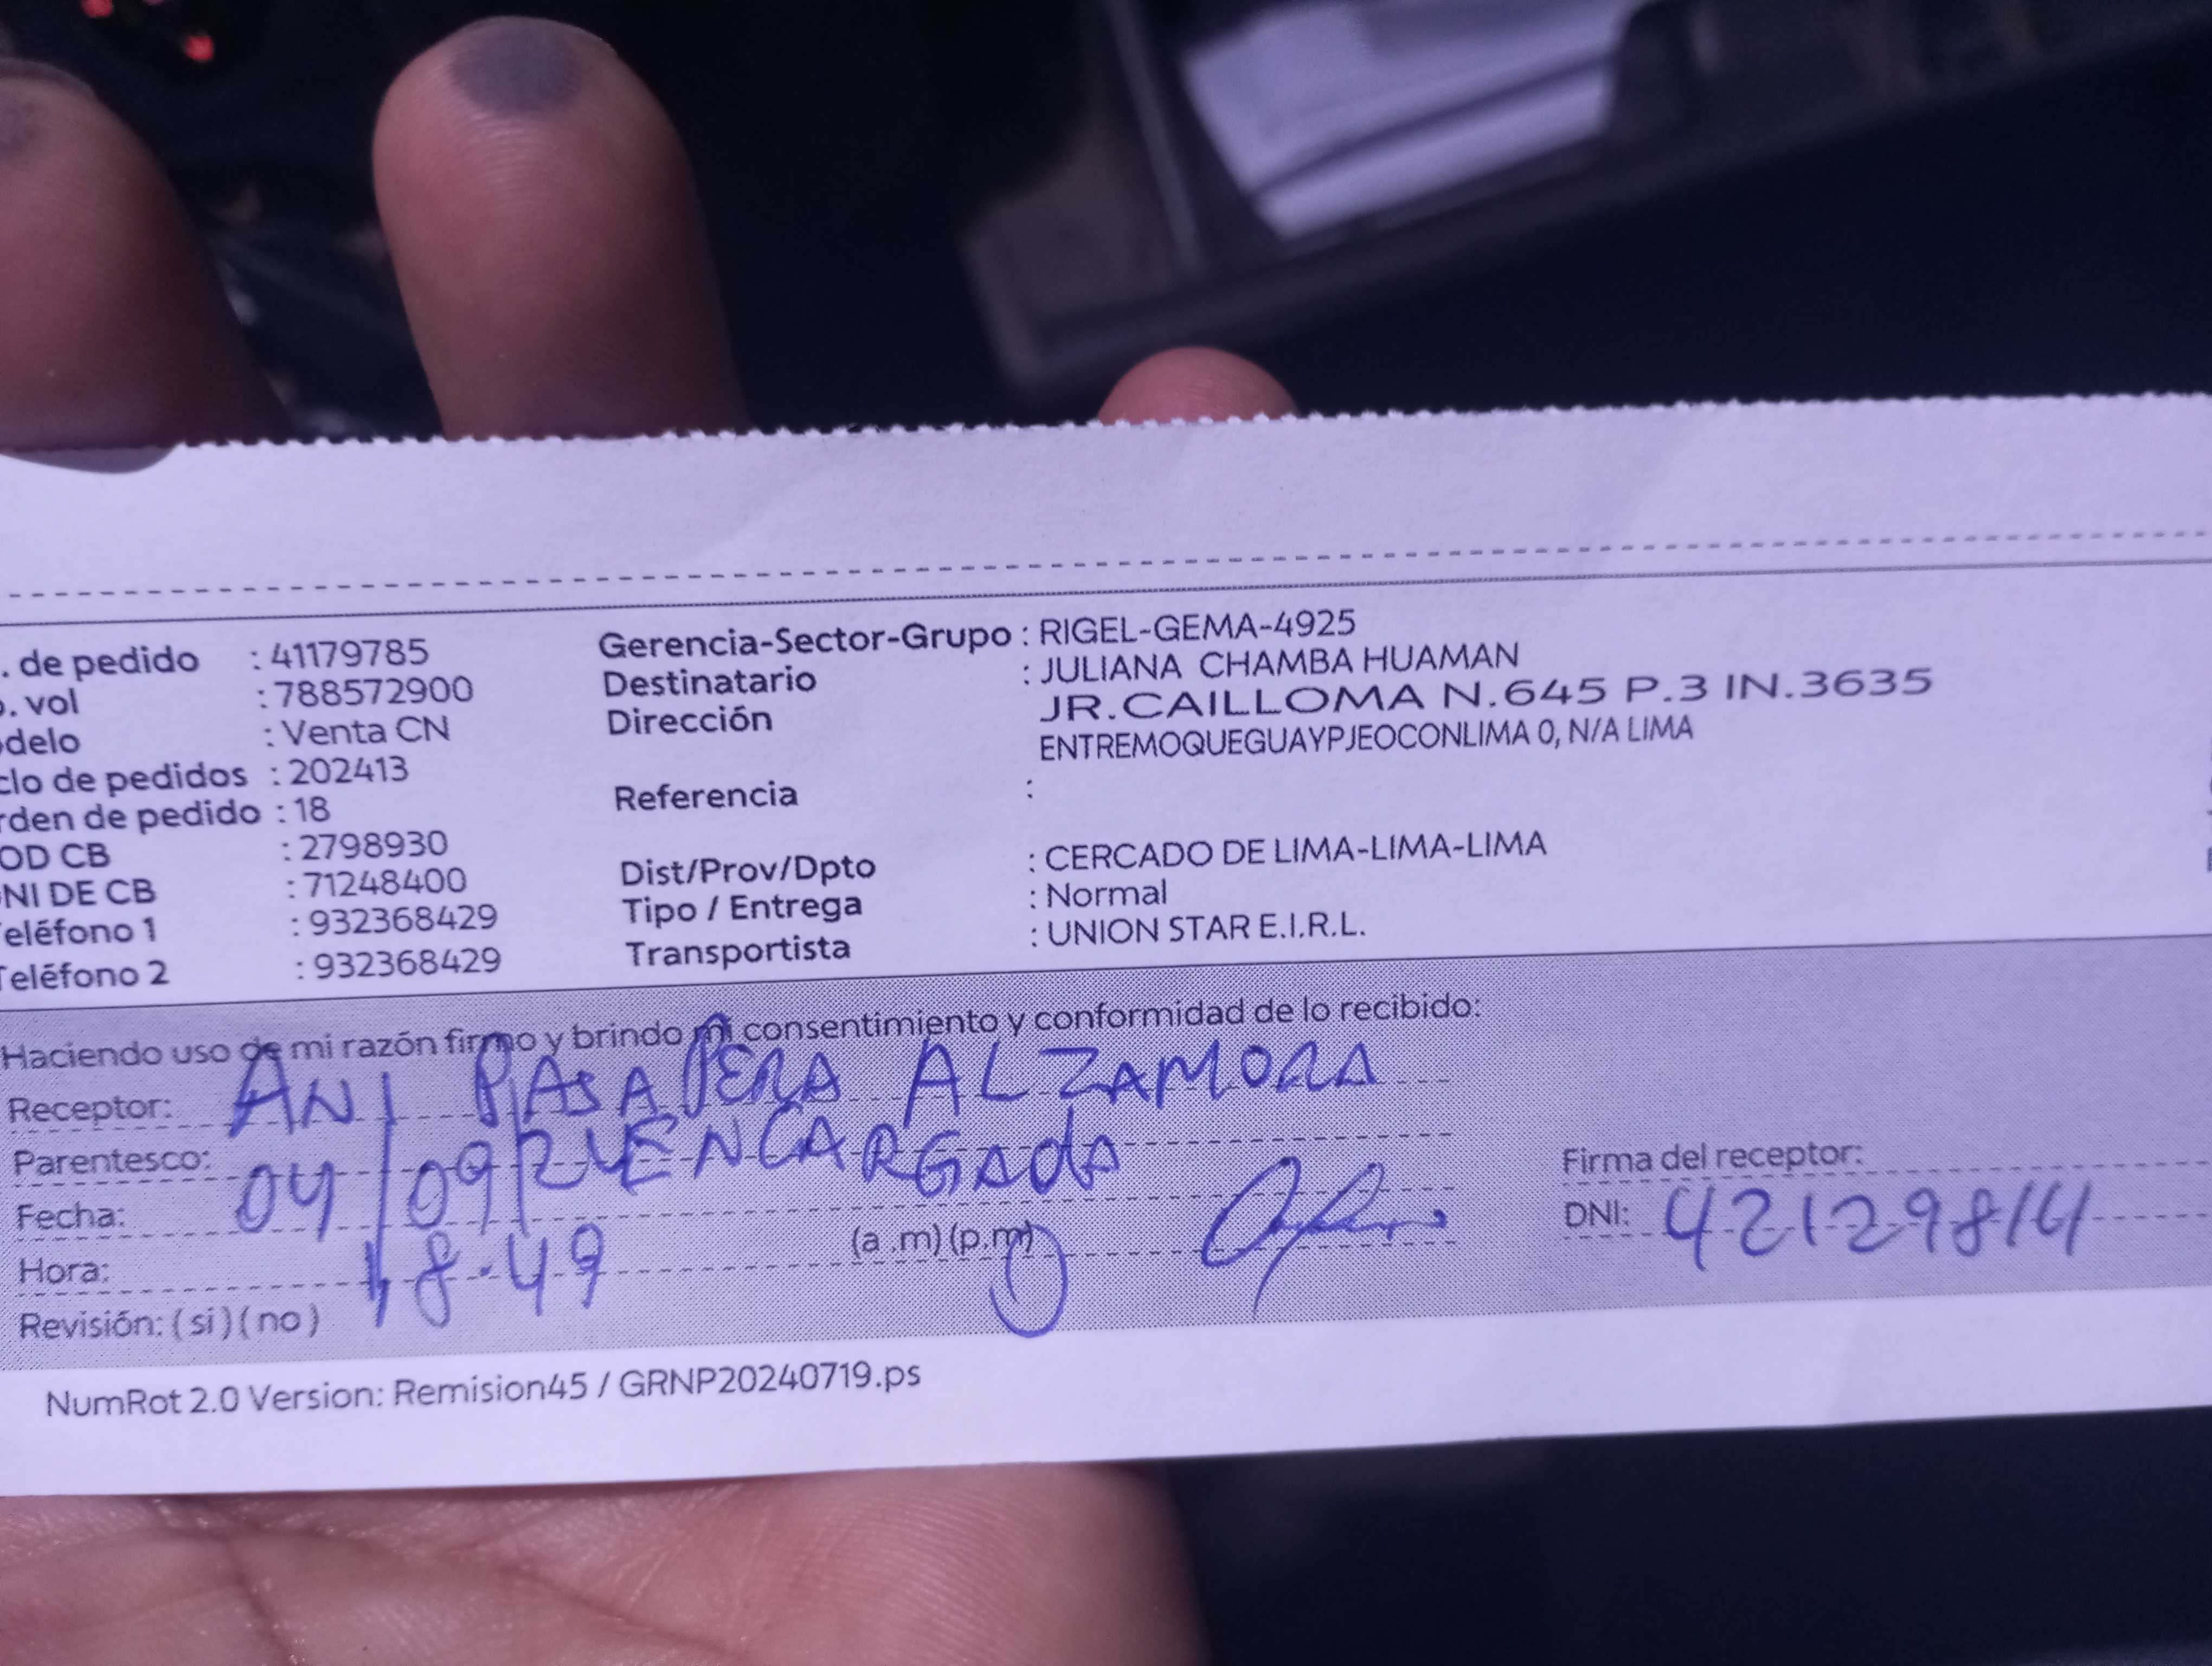 . de pedido : 41179785
. vol : 788572900
delo : Venta CN
clo de pedidos : 202413
rden de pedido : 18
OD CB : 2798930
NI DE CB : 71248400
eléfono 1 : 932368429
Teléfono 2 : 932368429
Gerencia-Sector-Grupo : RIGEL-GEMA-4925
Destinatario : JULIANA CHAMBA HUAMAN
Dirección JR.CAILLOMA N.645 P.3 IN.3635
ENTREMOQUEGUAYPJEOCONLIMA 0, N/A LIMA
Referencia :
Dist/Prov/Dpto : CERCADO DE LIMA-LIMA-LIMA
Tipo / Entrega : Normal
Transportista : UNION STAR E.I.R.L.
Haciendo uso de mi razón firmo y brindo mi consentimiento y conformidad de lo recibido:
Receptor: ANI PASAPERA ALZAMORA
Parentesco: ENCARGADA
Fecha: 04/09/24
Hora: 18.49 (a .m) (p.m)
Revisión: ( si ) ( no )
Firma del receptor:
DNI: 42129814
NumRot 2.0 Version: Remision45 / GRNP20240719.ps